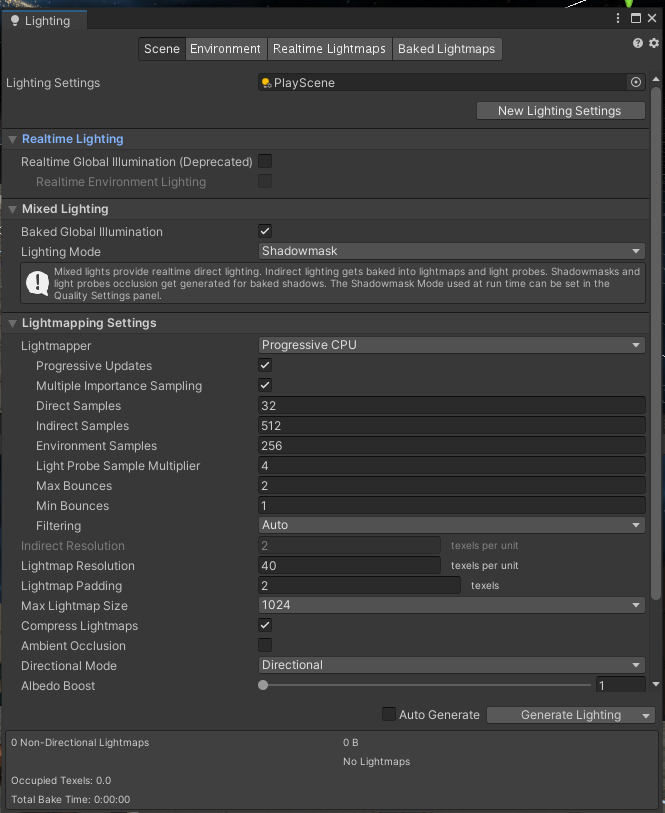 Lighting
Scene Environment Realtime Lightmaps Baked Lightmaps
Lighting Settings PlayScene
New Lighting Settings
Realtime Lighting
Realtime Global Illumination (Deprecated)
Realtime Environment Lighting
Mixed Lighting
Baked Global Illumination
Lighting Mode Shadowmask
Mixed lights provide realtime direct lighting. Indirect lighting gets baked into lightmaps and light probes. Shadowmasks and
light probes occlusion get generated for baked shadows. The Shadowmask Mode used at run time can be set in the
Quality Settings panel.
Lightmapping Settings
Lightmapper Progressive CPU
Progressive Updates
Multiple Importance Sampling
Direct Samples 32
Indirect Samples 512
Environment Samples 256
Light Probe Sample Multiplier 4
Max Bounces 2
Min Bounces 1
Filtering Auto
Indirect Resolution 2 texels per unit
Lightmap Resolution 40 texels per unit
Lightmap Padding 2 texels
Max Lightmap Size 1024
Compress Lightmaps
Ambient Occlusion
Directional Mode Directional
Albedo Boost 1
Auto Generate Generate Lighting
0 Non-Directional Lightmaps 0 B
No Lightmaps
Occupied Texels: 0.0
Total Bake Time: 0:00:00